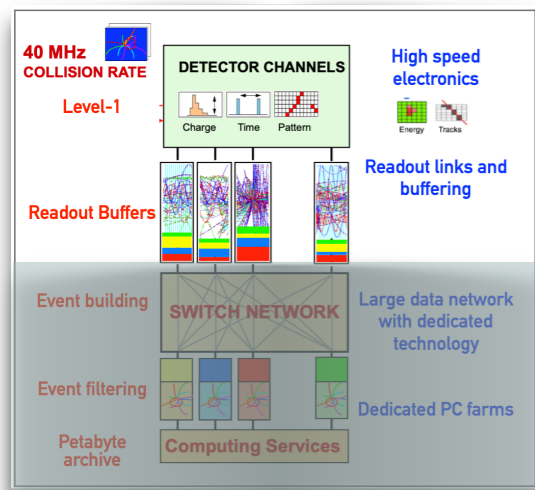 40 MHz
COLLISION RATE
DETECTOR CHANNELS
High speed
electronics
Level-1
Charge
Time
Pattern
Energy
Tracks
Readout links and
buffering
Readout Buffers
Event building
SWITCH NETWORK
Large data network
with dedicated
technology
Event filtering
Dedicated PC farms
Petabyte
archive
Computing Services